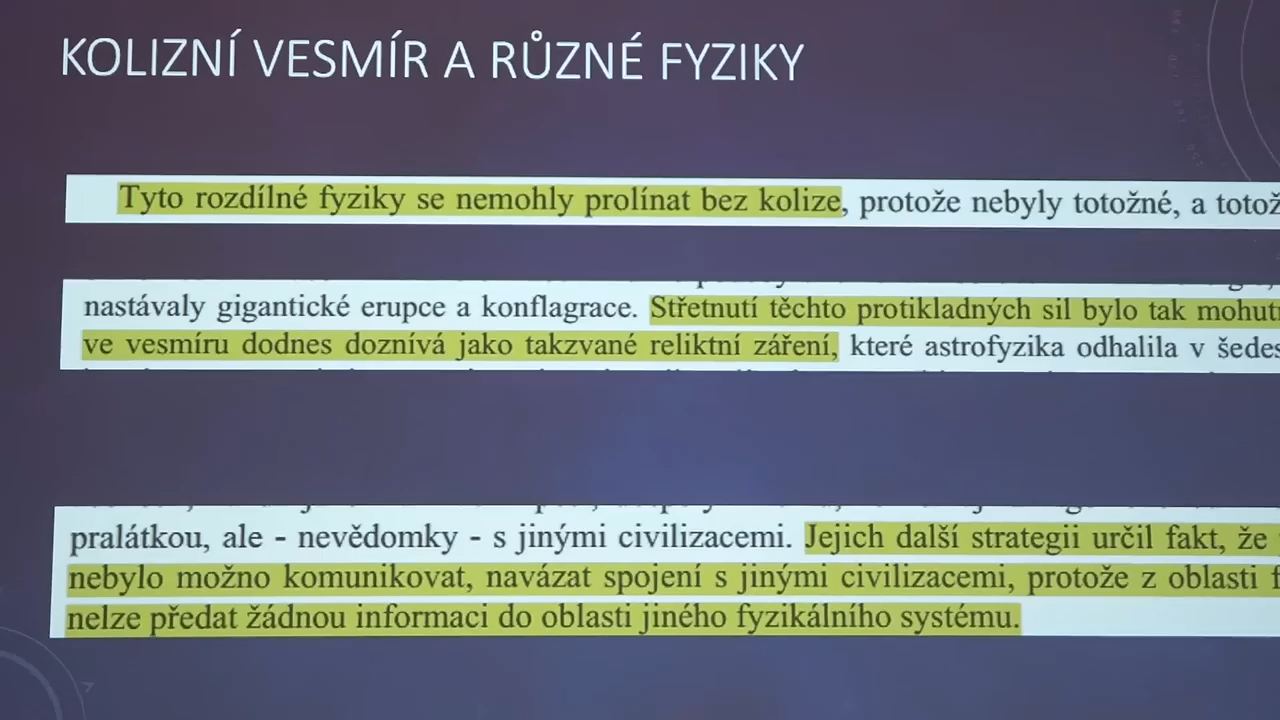 KOLIZNÍ VESMÍR A RŮZNÉ FYZIKY
Tyto rozdílné fyziky se nemohly prolínat bez kolize, protože nebyly totožné, a
nastávaly gigantické erupce a konflagrace. Střetnutí těchto protikladných sil bylo tak
ve vesmíru dodnes doznívá jako takzvané reliktní záření, které astrofyzika odhalila v
pralátkou, ale - nevědomky - s jinými civilizacemi. Jejich další strategii určil fakt, že
nebylo možno komunikovat, navázat spojení s jinými civilizacemi, protože z oblasti
nelze předat žádnou informaci do oblasti jiného fyzikálního systému.